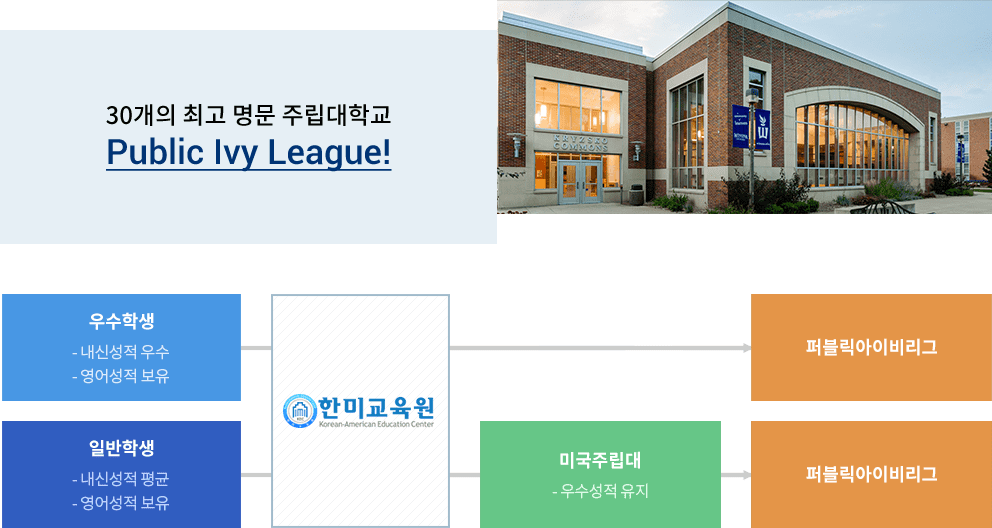 30개의 최고 명문 주립대학교
Public Ivy League!
KRYZSKO
COMMONS
우수학생
- 내신성적 우수
- 영어성적 보유
일반학생
- 내신성적 평균
- 영어성적 보유
한미교육원
Korean-American Education Center
미국주립대
- 우수성적 유지
퍼블릭아이비리그
퍼블릭아이비리그